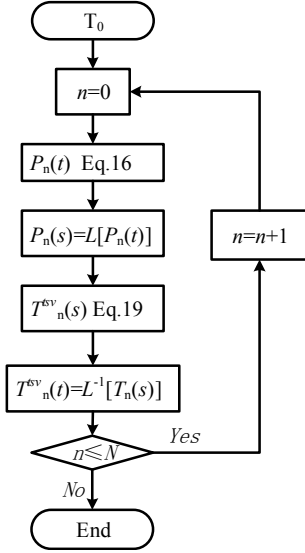 T₀
n=0
Pₙ(t) Eq.16
Pₙ(s)=L[Pₙ(t)]
n=n+1
Tᵗˢᵛₙ(s) Eq.19
Tᵗˢᵛₙ(t)=L⁻¹[Tₙ(s)]
n≤N
Yes
No
End